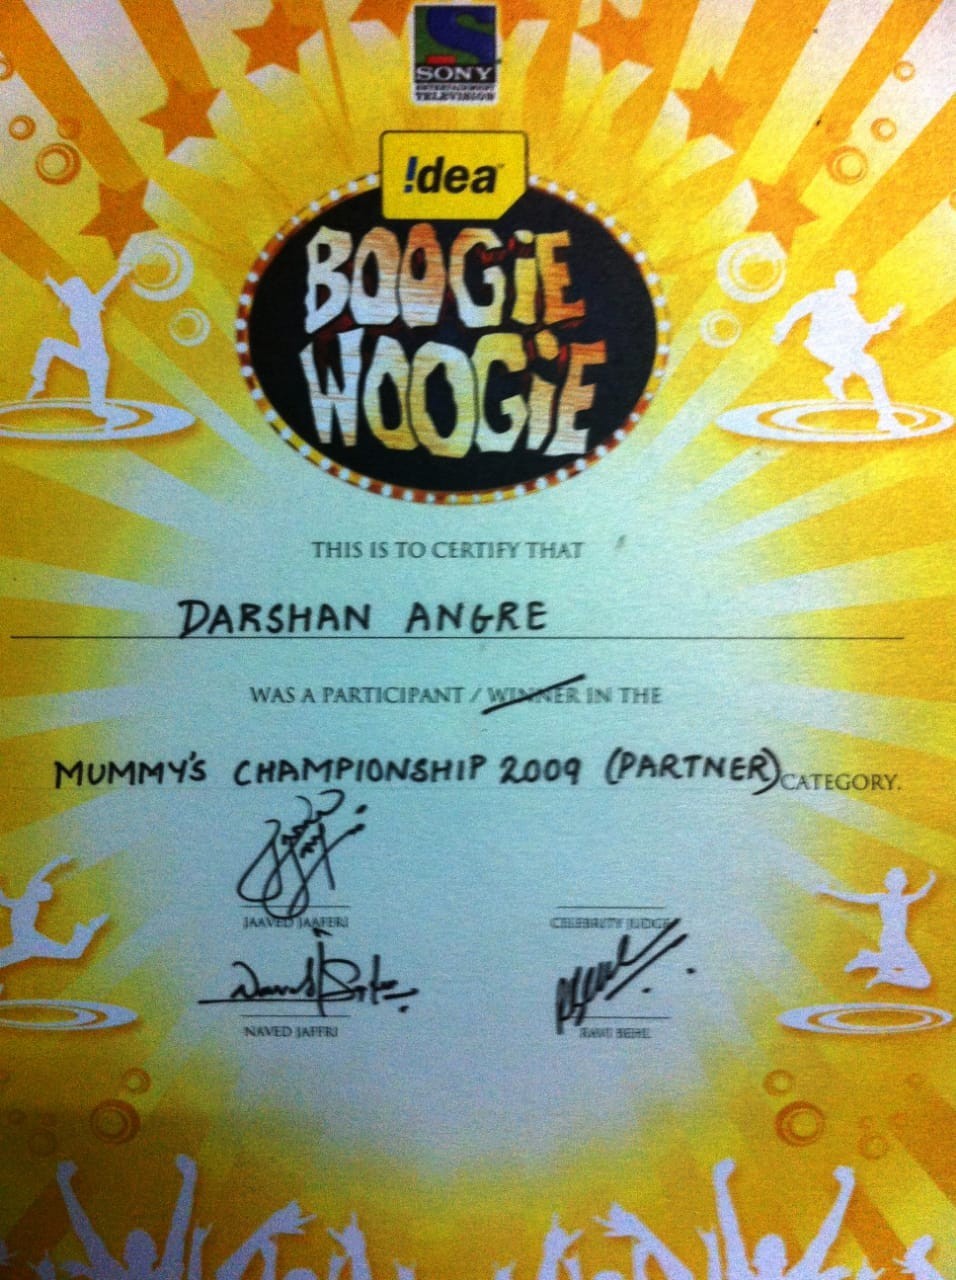 SONY
ENTERTAINMENT
TELEVISION
!dea
BOOGiE
WOOGiE
THIS IS TO CERTIFY THAT
DARSHAN ANGRE
WAS A PARTICIPANT / WINNER IN THE
MUMMY'S CHAMPIONSHIP 2009 (PARTNER) CATEGORY.
JAAVED JAAFERI
CELEBRITY JUDGE
NAVED JAFFRI
RAVI BEHL